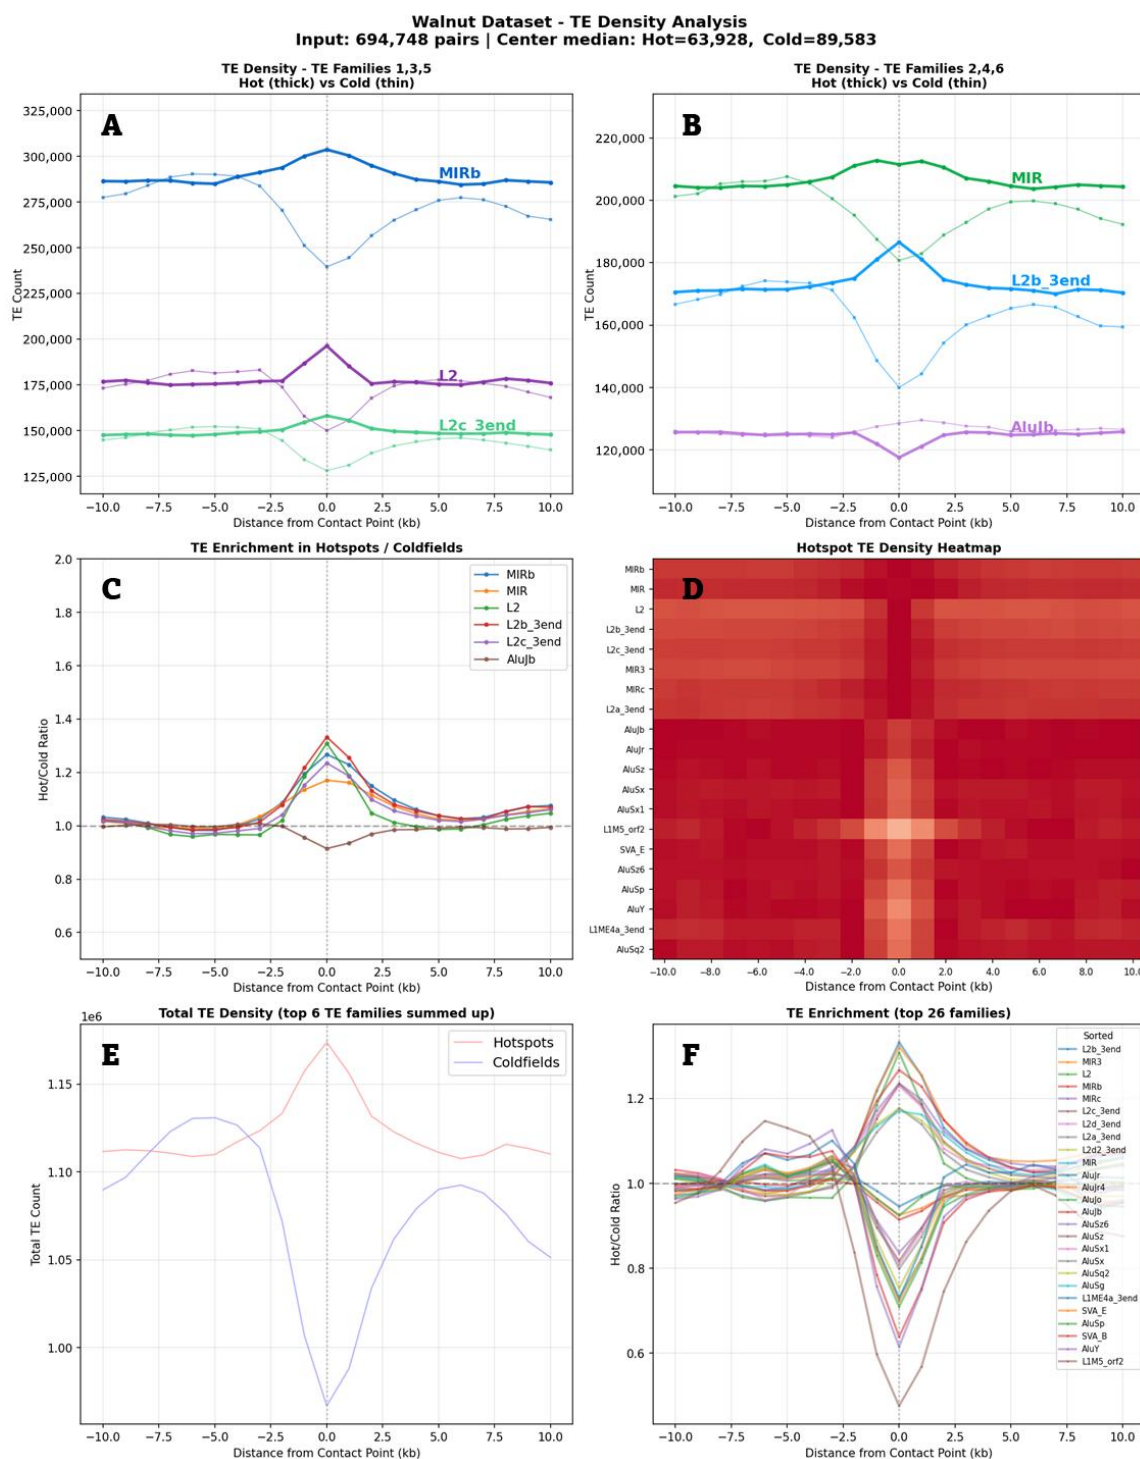 Walnut Dataset - TE Density Analysis
Input: 694,748 pairs | Center median: Hot=63,928, Cold=89,583
TE Density - TE Families 1,3,5
Hot (thick) vs Cold (thin)
A
TE Count
325,000
300,000
275,000
250,000
225,000
200,000
175,000
150,000
125,000
MIRb
L2
L2c_3end
−10.0 −7.5 −5.0 −2.5 0.0 2.5 5.0 7.5 10.0
Distance from Contact Point (kb)
TE Density - TE Families 2,4,6
Hot (thick) vs Cold (thin)
B
TE Count
220,000
200,000
180,000
160,000
140,000
120,000
MIR
L2b_3end
AluJb
−10.0 −7.5 −5.0 −2.5 0.0 2.5 5.0 7.5 10.0
Distance from Contact Point (kb)
TE Enrichment in Hotspots / Coldfields
C
Hot/Cold Ratio
2.0
1.8
1.6
1.4
1.2
1.0
0.8
0.6
MIRb
MIR
L2
L2b_3end
L2c_3end
AluJb
−10.0 −7.5 −5.0 −2.5 0.0 2.5 5.0 7.5 10.0
Distance from Contact Point (kb)
Hotspot TE Density Heatmap
D
MIRb
MIR
L2
L2b_3end
L2c_3end
MIR3
MIRc
L2a_3end
AluJb
AluJr
AluSz
AluSx
AluSx1
L1M5_orf2
SVA_E
AluSz6
AluSp
AluY
L1ME4a_3end
AluSq2
−10.0 −8.0 −6.0 −4.0 −2.0 0.0 2.0 4.0 6.0 8.0 10.0
Distance from Contact Point (kb)
Total TE Density (top 6 TE families summed up)
1e6
E
Total TE Count
1.15
1.10
1.05
1.00
Hotspots
Coldfields
−10.0 −7.5 −5.0 −2.5 0.0 2.5 5.0 7.5 10.0
Distance from Contact Point (kb)
TE Enrichment (top 26 families)
F
Hot/Cold Ratio
1.2
1.0
0.8
0.6
Sorted
L2b_3end
MIR3
L2
MIRb
MIRc
L2c_3end
L2d_3end
L2a_3end
L2d2_3end
MIR
AluJr
AluJr4
AluJo
AluJb
AluSz6
AluSz
AluSx1
AluSx
AluSq2
AluSg
L1ME4a_3end
SVA_E
AluSp
SVA_B
AluY
L1M5_orf2
−10.0 −7.5 −5.0 −2.5 0.0 2.5 5.0 7.5 10.0
Distance from Contact Point (kb)